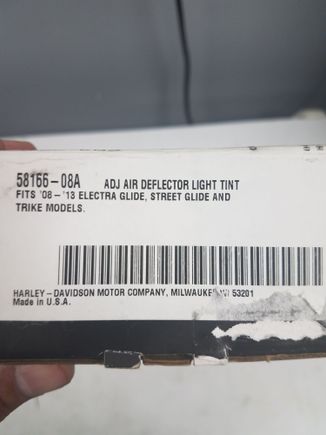 58166-08A ADJ AIR DEFLECTOR LIGHT TINT
FITS '08-'13 ELECTRA GLIDE, STREET GLIDE AND
TRIKE MODELS.
HARLEY-DAVIDSON MOTOR COMPANY, MILWAUKEE, WI 53201
Made in U.S.A.